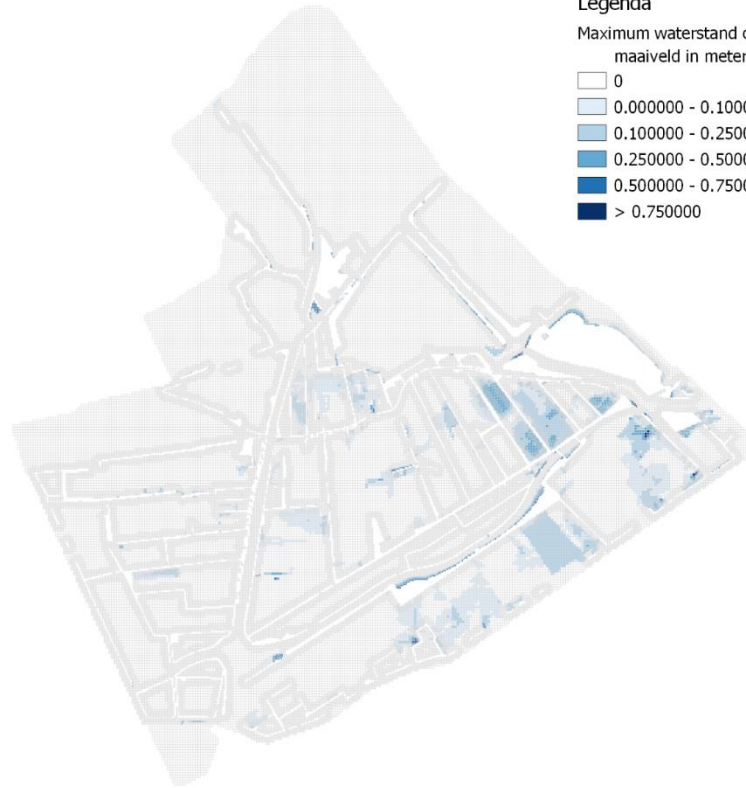 Legenda
Maximum waterstand
maaiveld in meter
0
0.000000 - 0.1000
0.100000 - 0.2500
0.250000 - 0.5000
0.500000 - 0.7500
> 0.750000